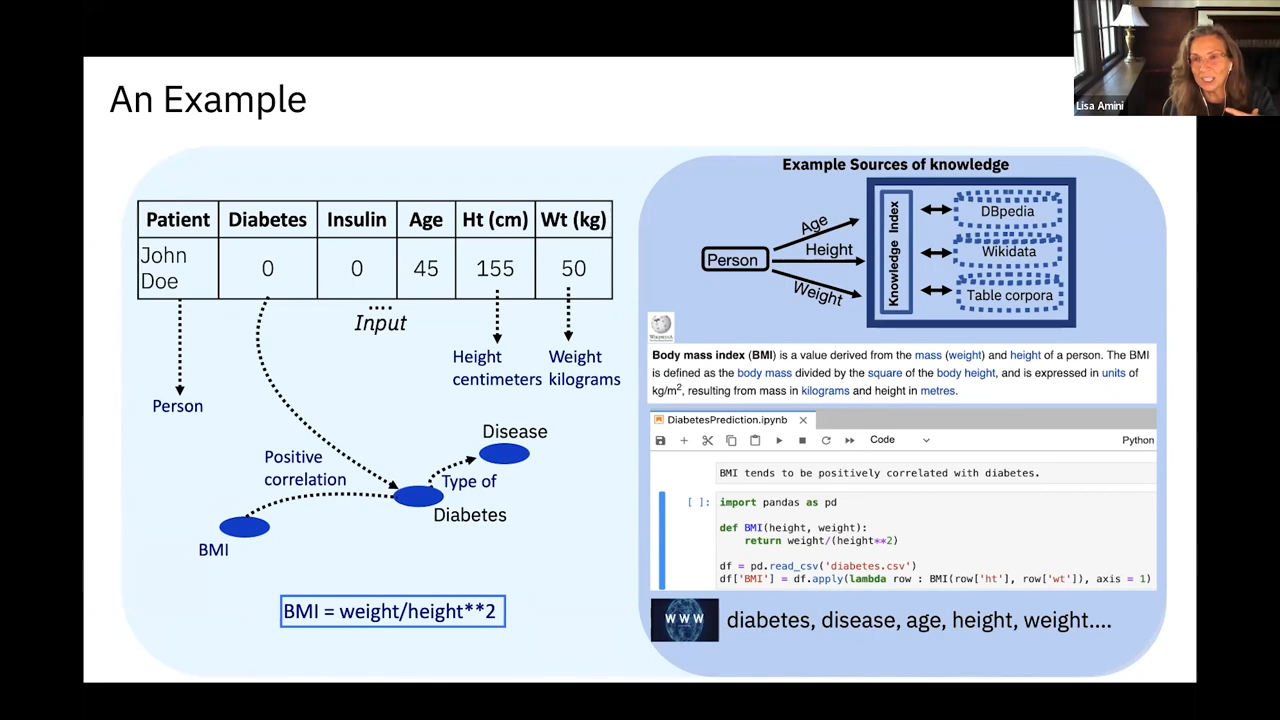 An Example
Lisa Amini
Patient Diabetes Insulin Age Ht (cm) Wt (kg)
John
Doe
0 0 45 155 50
....
Input
Height
centimeters
Weight
kilograms
Person
Positive
correlation
Disease
Type of
Diabetes
BMI
BMI = weight/height**2
Example Sources of knowledge
Person
Age
Height
Weight
Knowledge Index
DBpedia
Wikidata
Table corpora
WIKIPEDIA
Body mass index (BMI) is a value derived from the mass (weight) and height of a person. The BMI
is defined as the body mass divided by the square of the body height, and is expressed in units of
kg/m², resulting from mass in kilograms and height in metres.
DiabetesPrediction.ipynb
Code
Python
BMI tends to be positively correlated with diabetes.
[ ]: import pandas as pd
def BMI(height, weight):
return weight/(height**2)
df = pd.read_csv('diabetes.csv')
df['BMI'] = df.apply(lambda row : BMI(row['ht'], row['wt']), axis = 1)
WWW
diabetes, disease, age, height, weight....